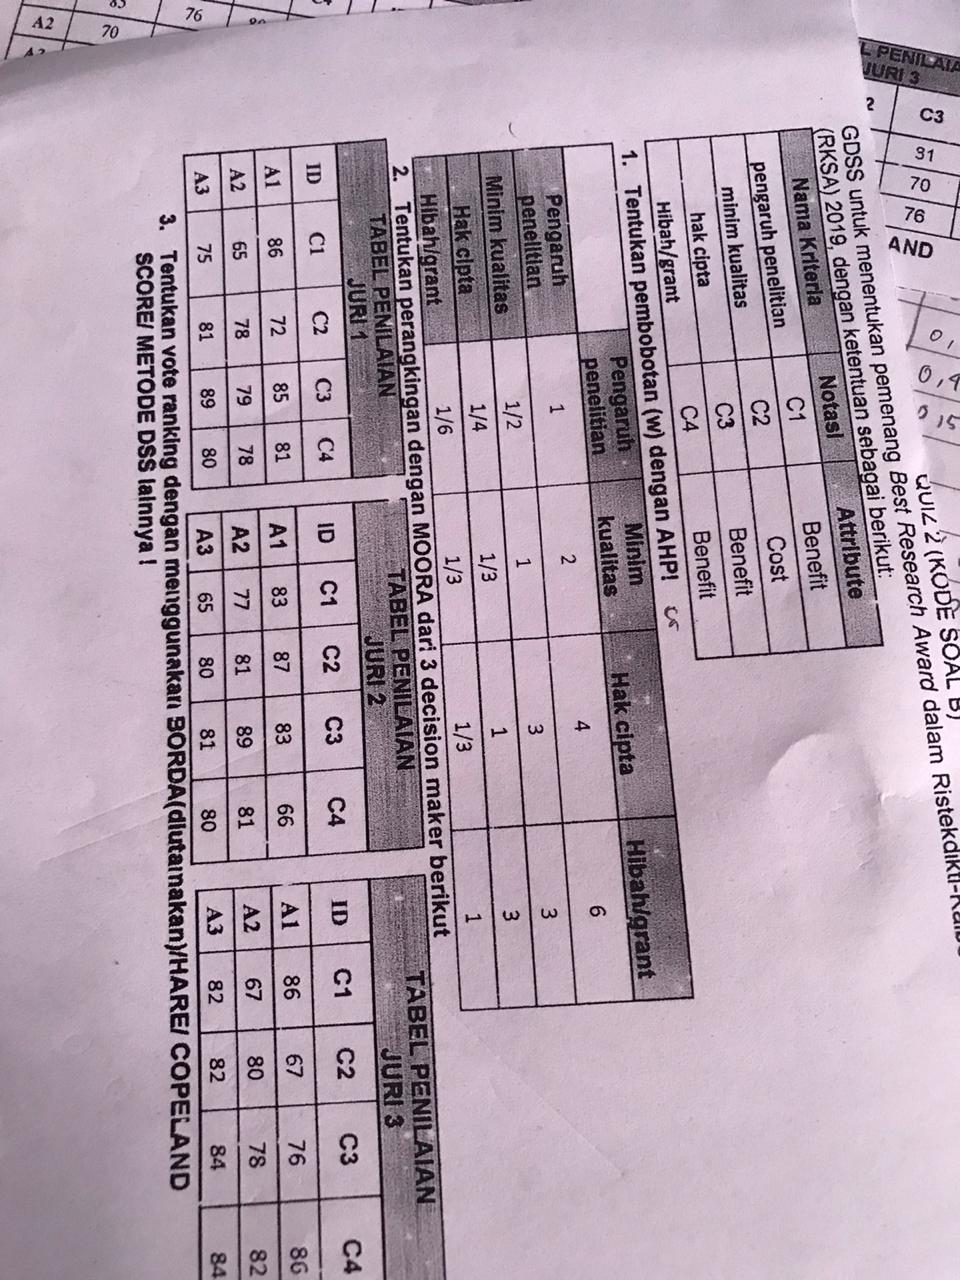 QUIZ 2 (KODE SOAL B)
GDSS untuk menentukan pemenang Best Research Award dalam Ristekdikti-
(RKSA) 2019, dengan ketentuan sebagai berikut:
Nama Kriteria Notasi Attribute
pengaruh penelitian C1 Benefit
minim kualitas C2 Cost
hak cipta C3 Benefit
Hibah/grant C4 Benefit
1. Tentukan pembobotan (w) dengan AHP!
Pengaruh penelitian Minim kualitas Hak cipta Hibah/grant
Pengaruh penelitian 1 2 4 6
Minim kualitas 1/2 1 3 3
Hak cipta 1/4 1/3 1 3
Hibah/grant 1/6 1/3 1/3 1
2. Tentukan perangkingan dengan MOORA dari 3 decision maker berikut
TABEL PENILAIAN
JURI 1
ID C1 C2 C3 C4
A1 86 72 85 81
A2 65 78 79 78
A3 75 81 89 80
TABEL PENILAIAN
JURI 2
ID C1 C2 C3 C4
A1 83 87 83 66
A2 77 81 89 81
A3 65 80 81 80
TABEL PENILAIAN
JURI 3
ID C1 C2 C3 C4
A1 86 67 76 86
A2 67 80 78 82
A3 82 82 84 84
3. Tentukan vote ranking dengan menggunakan BORDA(diutamakan)/HARE/ COPELAND
SCORE/ METODE DSS lainnya !
A2 70 76
L PENILAIA
JURI 3
C3
91
70
76
AND
0,4